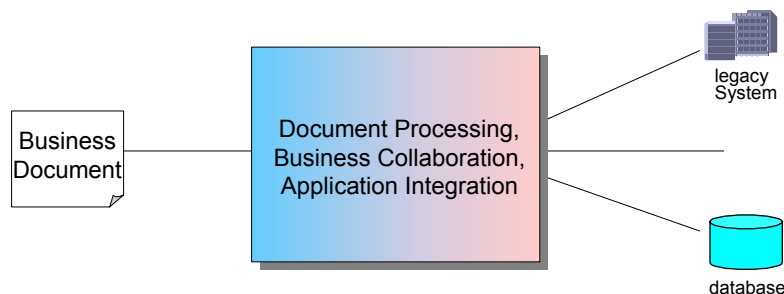 Business
Document
Document Processing,
Business Collaboration,
Application Integration
legacy
System
database